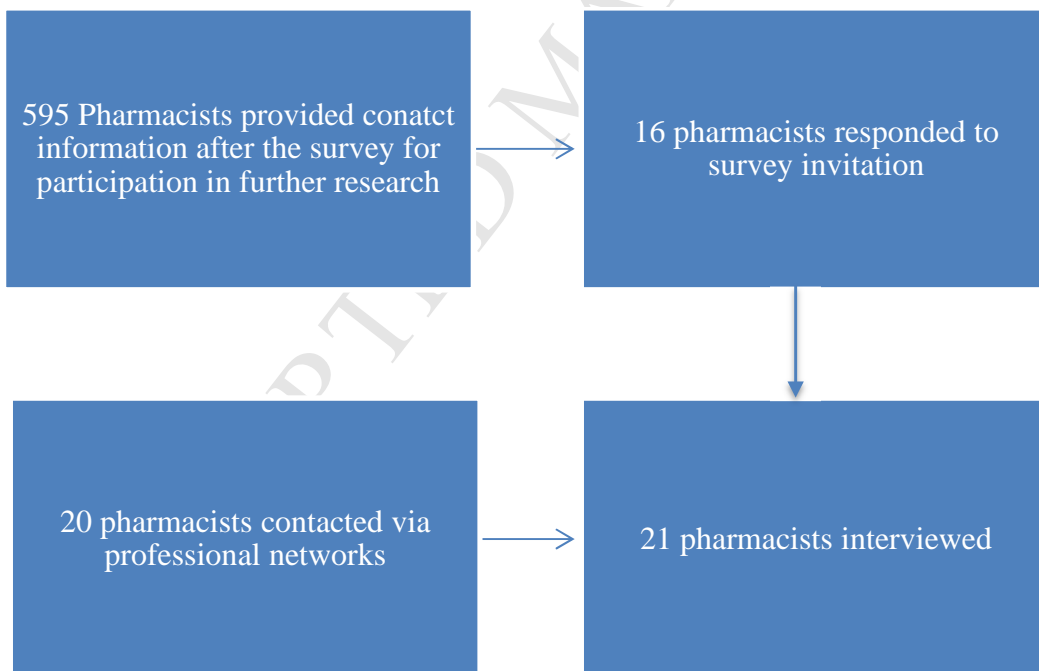 595 Pharmacists provided conatct
information after the survey for
participation in further research
16 pharmacists responded to
survey invitation
20 pharmacists contacted via
professional networks
21 pharmacists interviewed